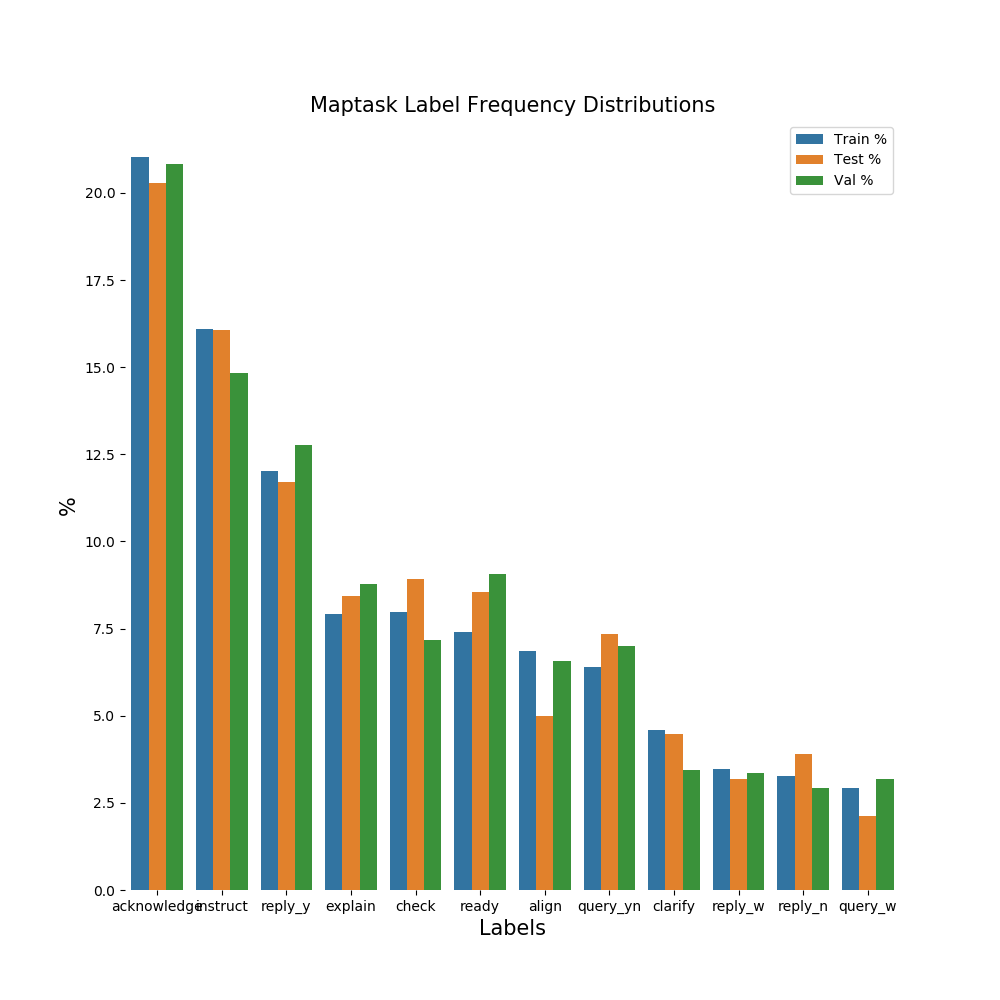 Maptask Label Frequency Distributions
Train %
Test %
Val %
20.0
17.5
15.0
12.5
10.0
7.5
5.0
2.5
0.0
%
acknowledge instruct reply_y explain check ready align query_yn clarify reply_w reply_n query_w
Labels